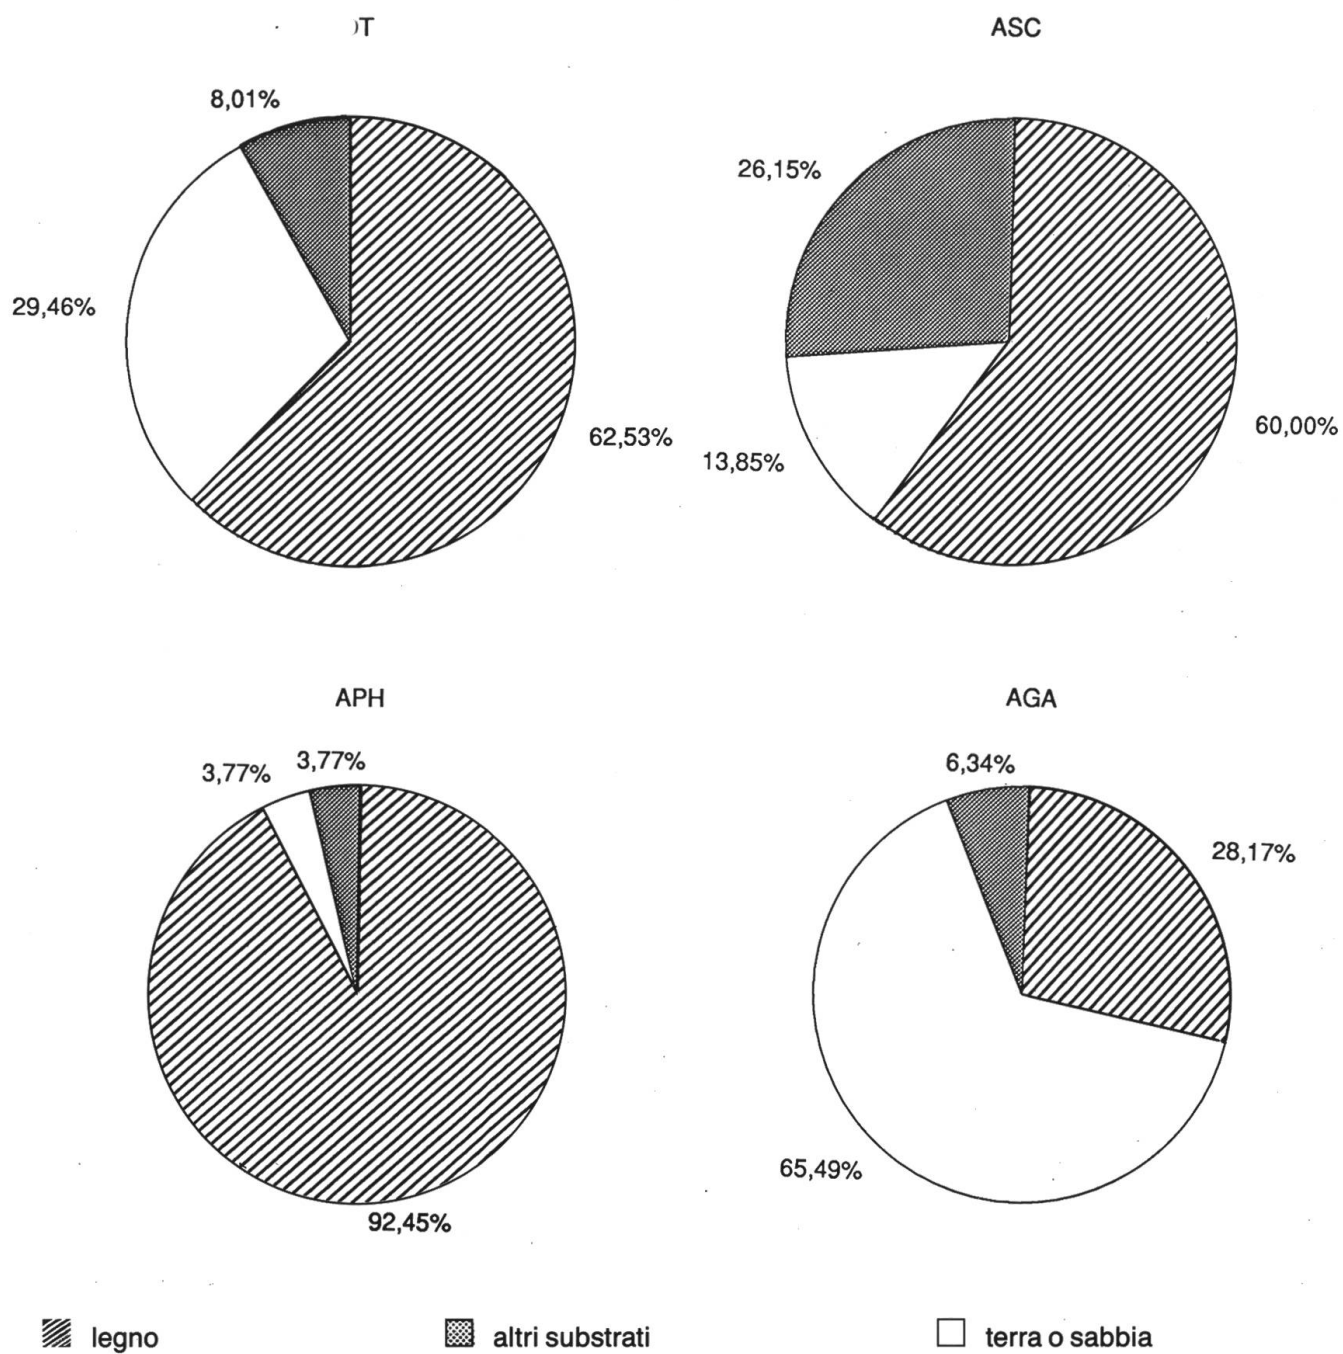 ASC
8,01%
26,15%
29,46%
62,53%
60,00%
13,85%
APH
AGA
3,77%
3,77%
6,34%
28,17%
65,49%
92,45%
legno
altri substrati
terra o sabbia